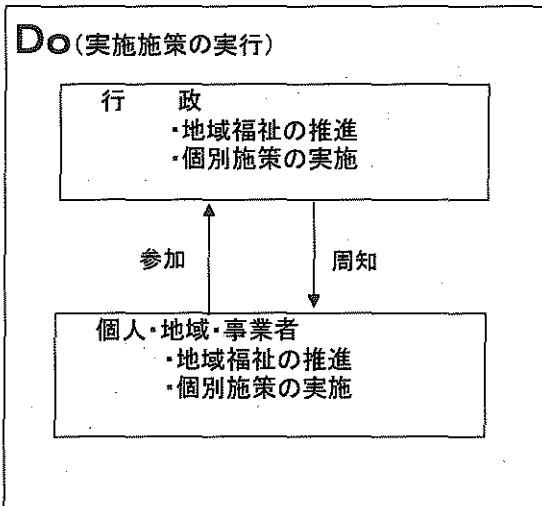 Do(実施施策の実行)
行　　政
・地域福祉の推進
・個別施策の実施
参加
周知
個人・地域・事業者
・地域福祉の推進
・個別施策の実施